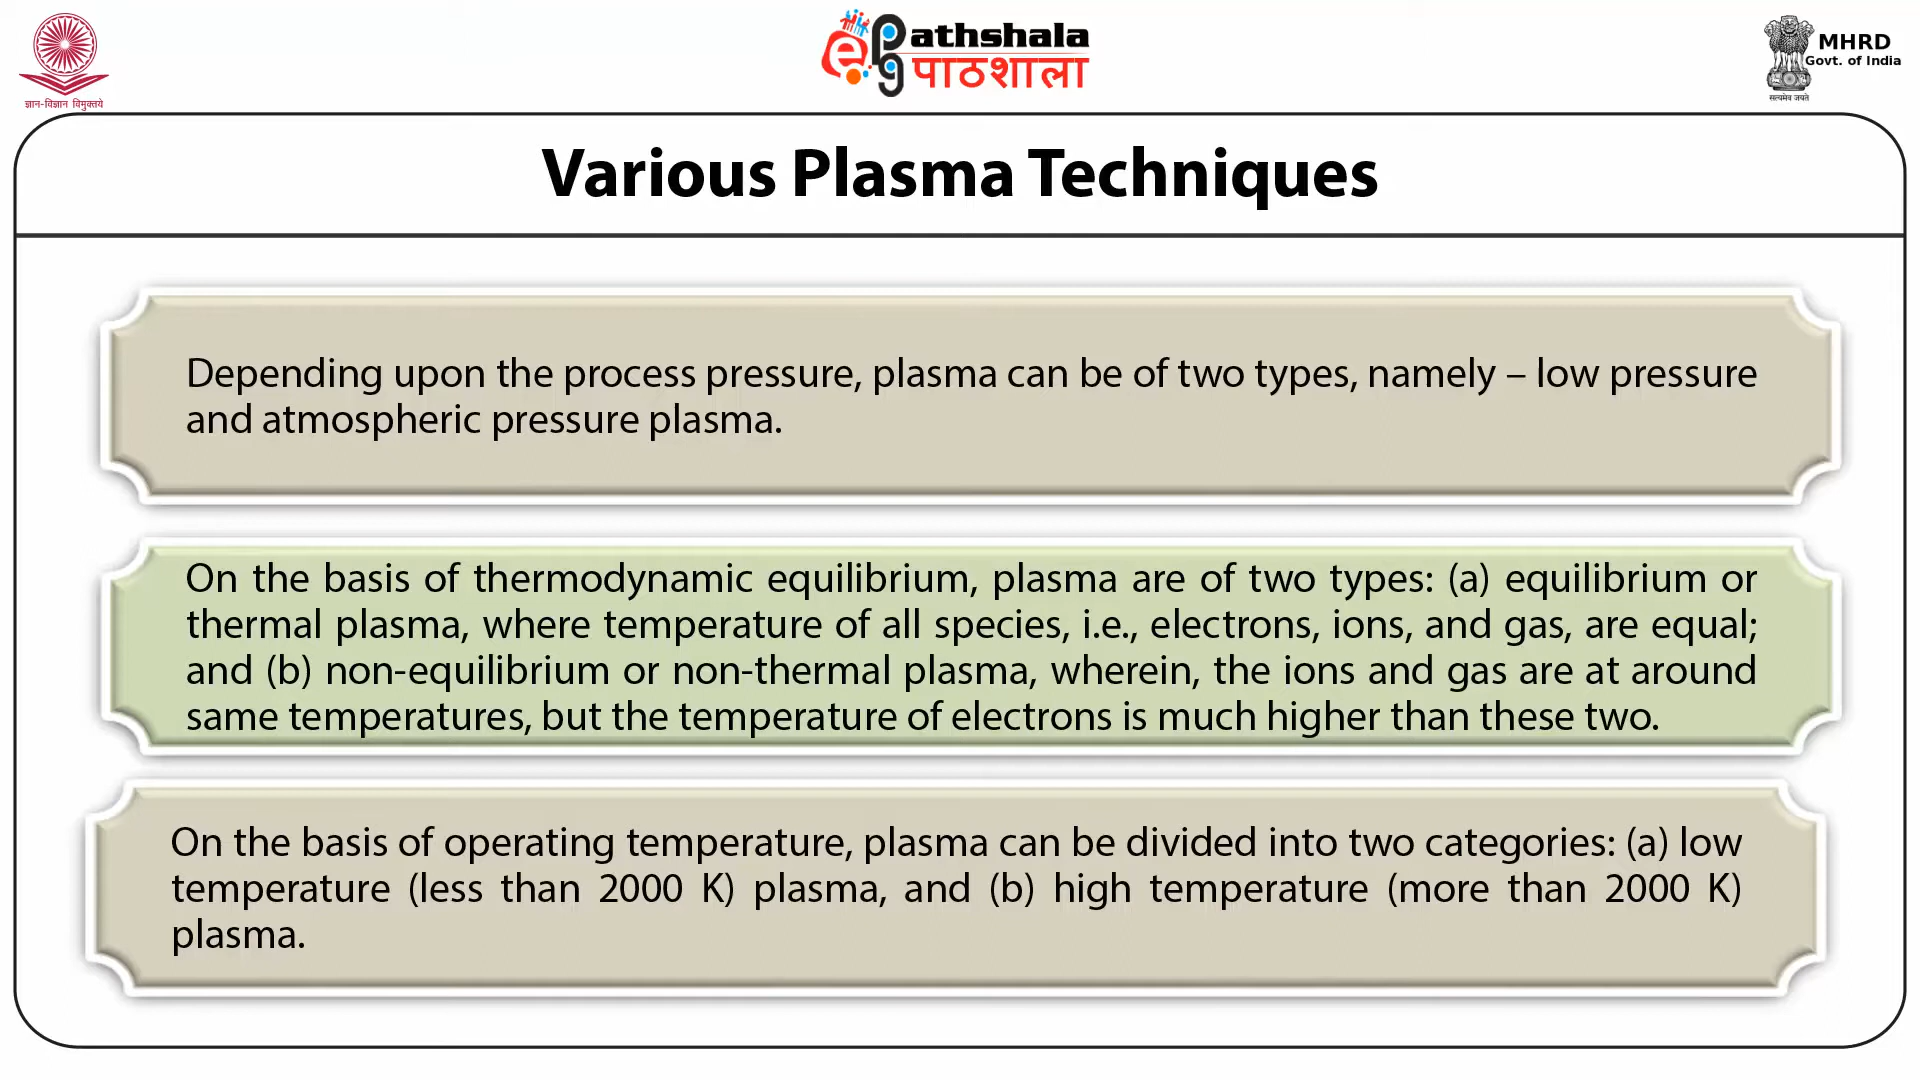 ज्ञान-विज्ञान विमुक्तये
ePathshala
पाठशाला
MHRD
Govt. of India
सत्यमेव जयते
Various Plasma Techniques
Depending upon the process pressure, plasma can be of two types, namely – low pressure
and atmospheric pressure plasma.
On the basis of thermodynamic equilibrium, plasma are of two types: (a) equilibrium or
thermal plasma, where temperature of all species, i.e., electrons, ions, and gas, are equal;
and (b) non-equilibrium or non-thermal plasma, wherein, the ions and gas are at around
same temperatures, but the temperature of electrons is much higher than these two.
On the basis of operating temperature, plasma can be divided into two categories: (a) low
temperature (less than 2000 K) plasma, and (b) high temperature (more than 2000 K)
plasma.